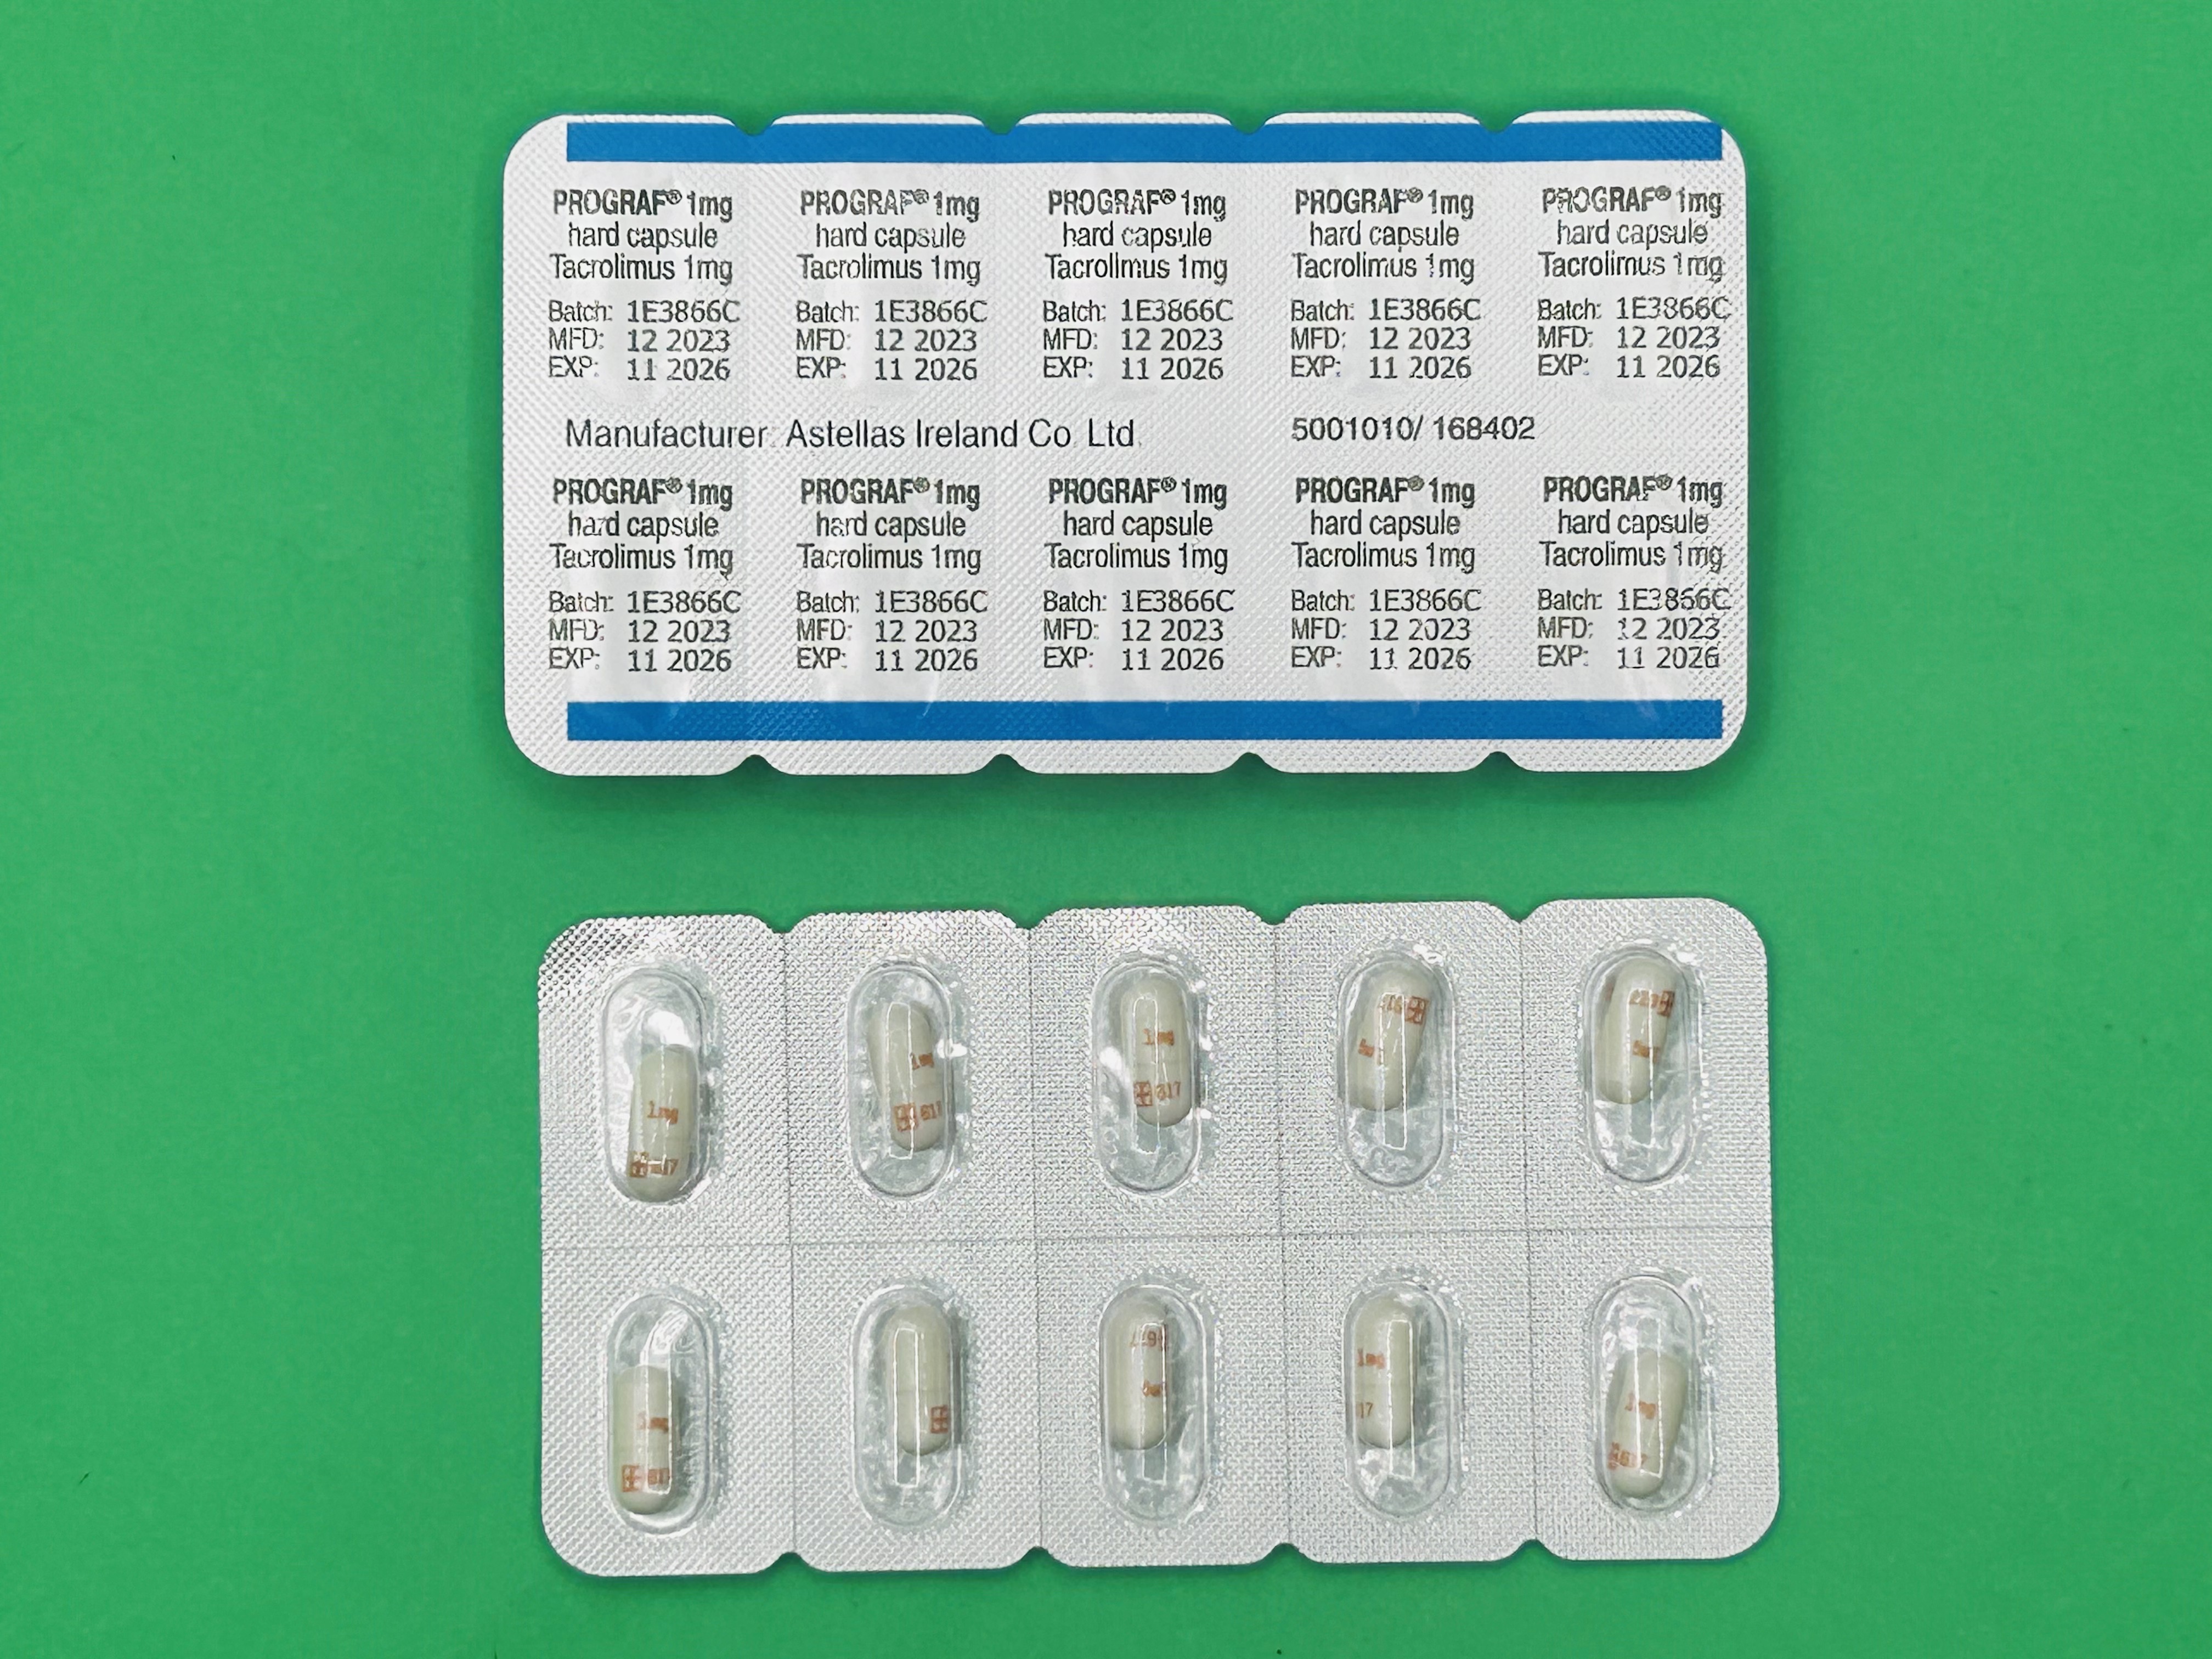 PROGRAF® 1mg PROGRAF® 1mg PROGRAF® 1mg PROGRAF® 1mg PROGRAF® 1mg
hard capsule hard capsule hard capsule hard capsule hard capsule
Tacrolimus 1mg Tacrolimus 1mg Tacrolimus 1mg Tacrolimus 1mg Tacrolimus 1mg
Batch: 1E3866C Batch: 1E3866C Batch: 1E3866C Batch: 1E3866C Batch: 1E3866C
MFD: 12 2023 MFD: 12 2023 MFD: 12 2023 MFD: 12 2023 MFD: 12 2023
EXP: 11 2026 EXP: 11 2026 EXP: 11 2026 EXP: 11 2026 EXP: 11 2026
Manufacturer: Astellas Ireland Co. Ltd. 5001010/ 168402
PROGRAF® 1mg PROGRAF® 1mg PROGRAF® 1mg PROGRAF® 1mg PROGRAF® 1mg
hard capsule hard capsule hard capsule hard capsule hard capsule
Tacrolimus 1mg Tacrolimus 1mg Tacrolimus 1mg Tacrolimus 1mg Tacrolimus 1mg
Batch: 1E3866C Batch: 1E3866C Batch: 1E3866C Batch: 1E3866C Batch: 1E3866C
MFD: 12 2023 MFD: 12 2023 MFD: 12 2023 MFD: 12 2023 MFD: 12 2023
EXP: 11 2026 EXP: 11 2026 EXP: 11 2026 EXP: 11 2026 EXP: 11 2026
1mg 1mg 1mg
617 617 617
1mg 1mg 1mg
617